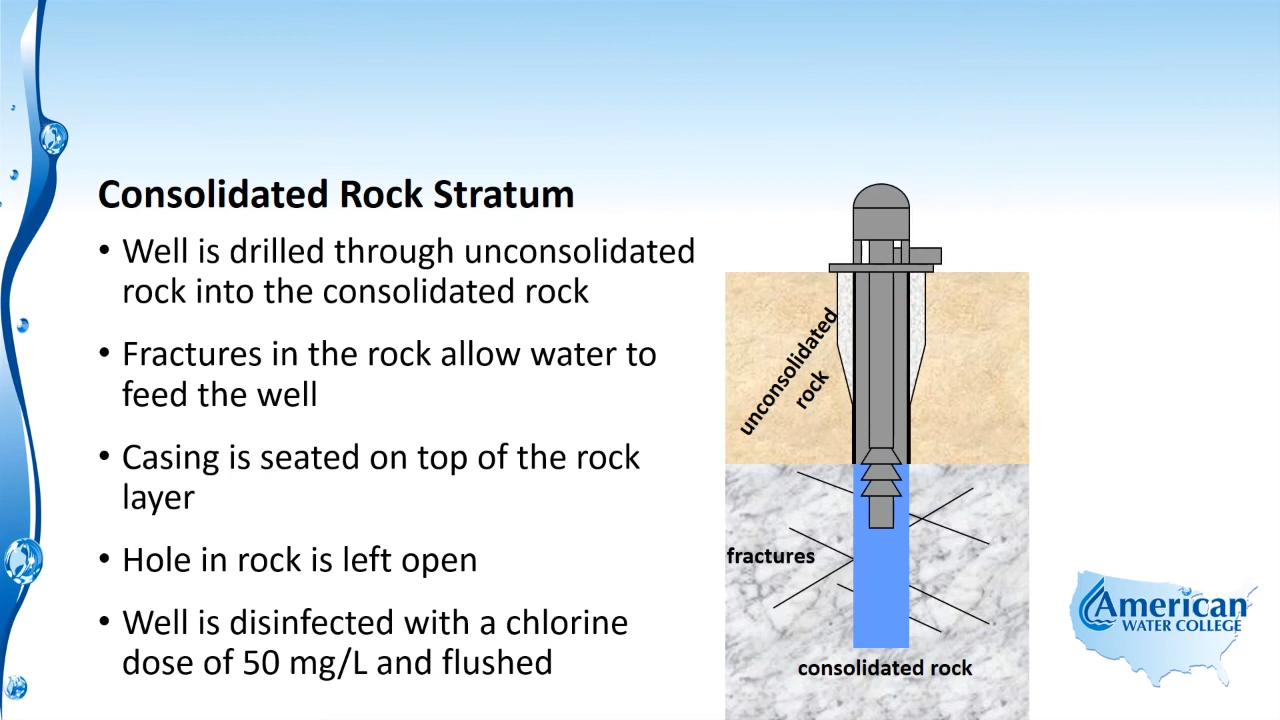 Consolidated Rock Stratum
• Well is drilled through unconsolidated
rock into the consolidated rock
• Fractures in the rock allow water to
feed the well
• Casing is seated on top of the rock
layer
• Hole in rock is left open
• Well is disinfected with a chlorine
dose of 50 mg/L and flushed
unconsolidated
rock
fractures
consolidated rock
American
WATER COLLEGE